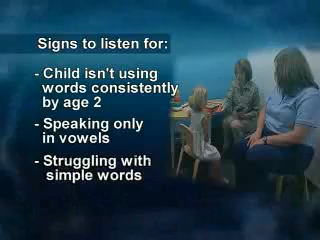 Signs to listen for:
- Child isn't using
words consistently
by age 2
- Speaking only
in vowels
- Struggling with
simple words